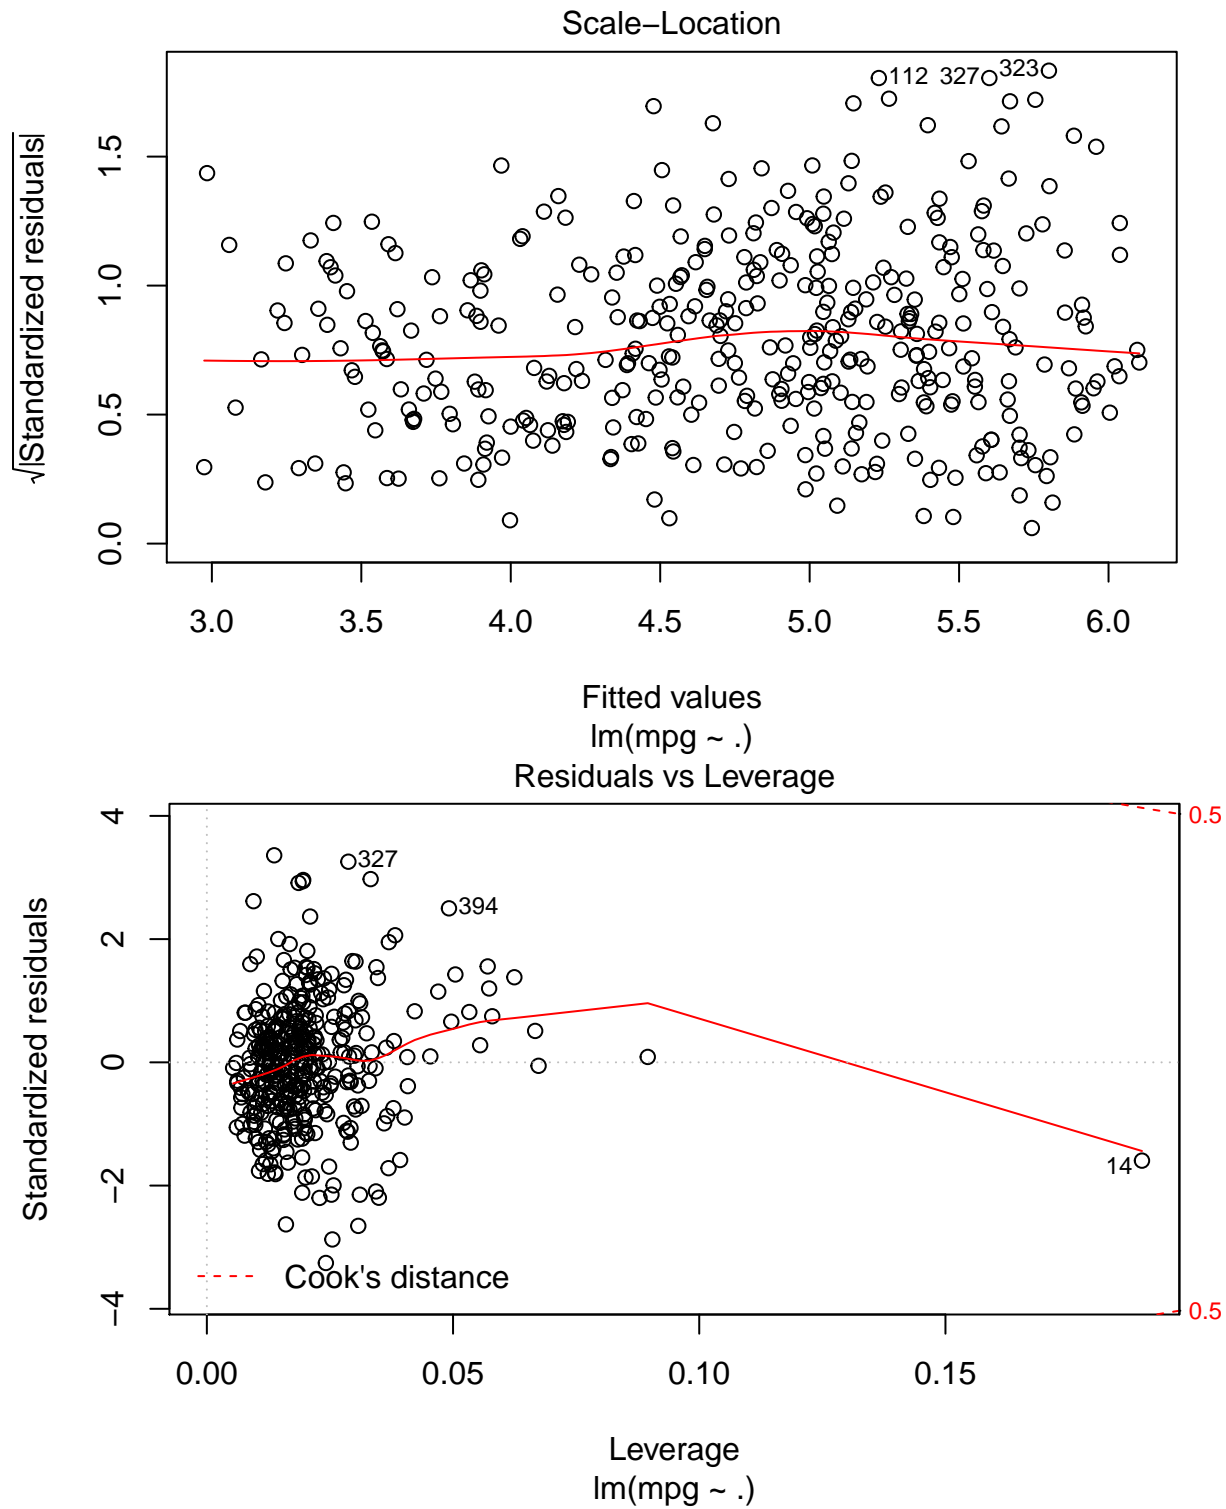 Scale−Location
√|Standardized residuals|
0.0 0.5 1.0 1.5
112 327 323
3.0 3.5 4.0 4.5 5.0 5.5 6.0
Fitted values
lm(mpg ~ .)
Residuals vs Leverage
Standardized residuals
−4 −2 0 2 4
0.5
327
394
14
Cook's distance
0.5
0.00 0.05 0.10 0.15
Leverage
lm(mpg ~ .)